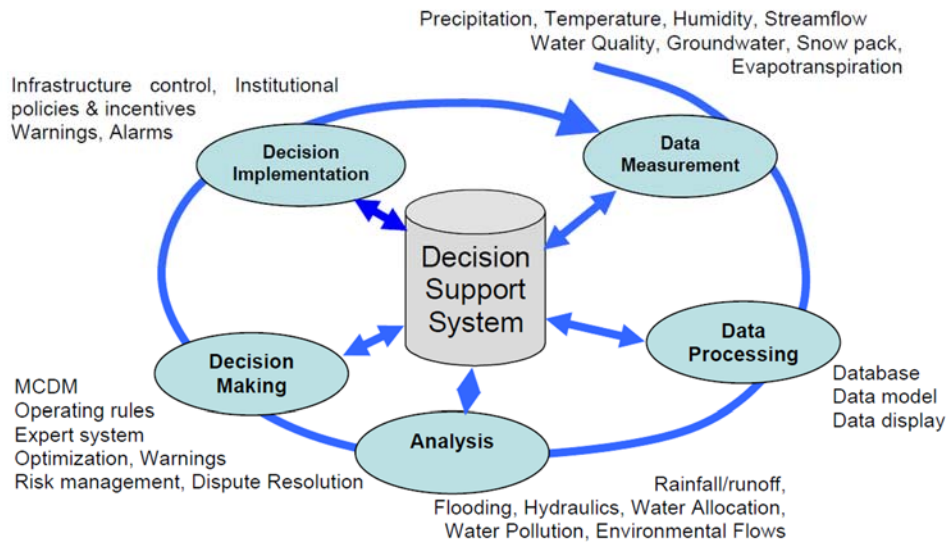 Precipitation, Temperature, Humidity, Streamflow
Water Quality, Groundwater, Snow pack,
Evapotranspiration
Infrastructure control, Institutional
policies & incentives
Warnings, Alarms
Decision
Implementation
Data
Measurement
Decision
Support
System
Data
Processing
Database
Data model
Data display
Decision
Making
MCDM
Operating rules
Expert system
Optimization, Warnings
Risk management, Dispute Resolution
Analysis
Rainfall/runoff,
Flooding, Hydraulics, Water Allocation,
Water Pollution, Environmental Flows